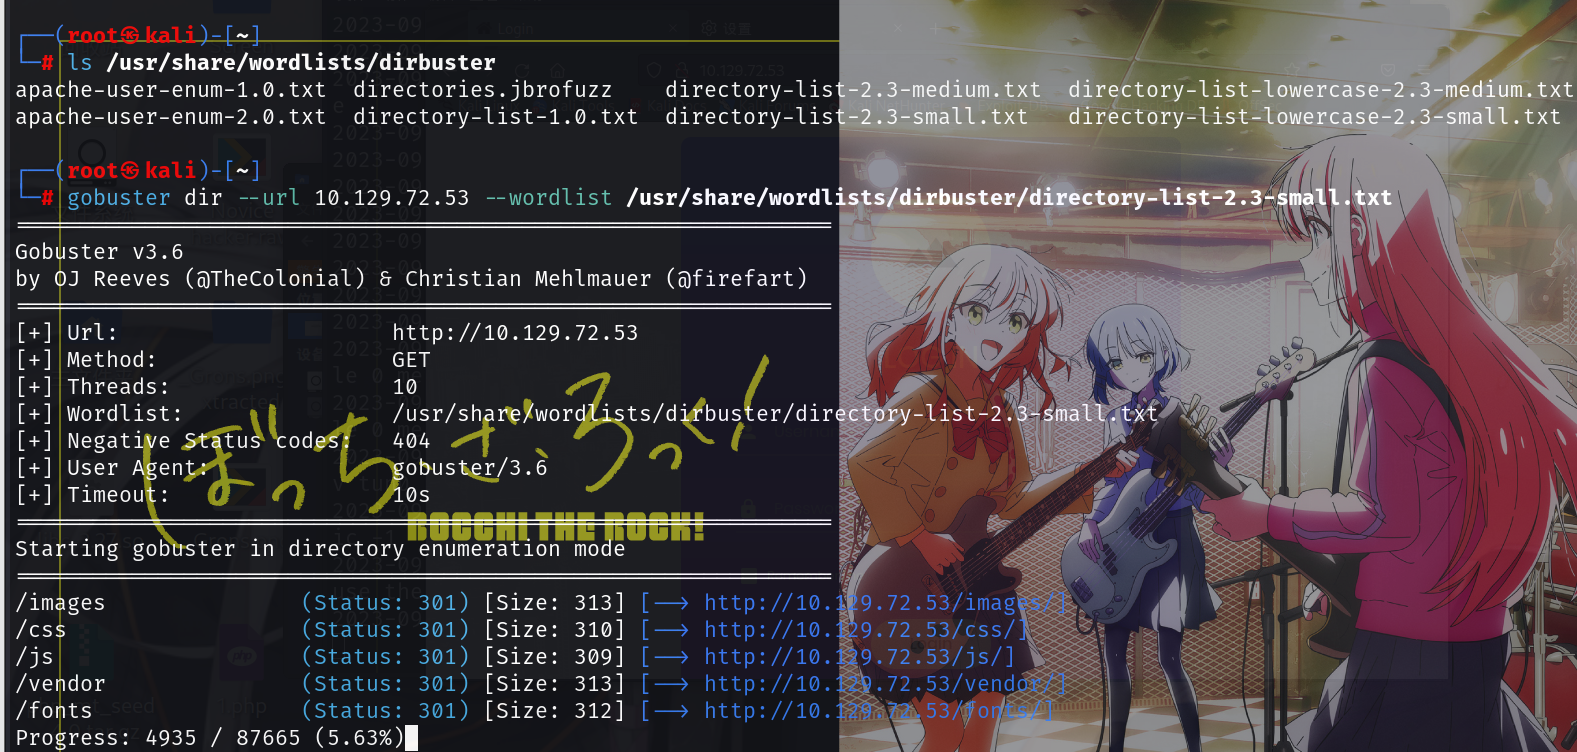 ┌──(root㉿kali)-[~]
└─# ls /usr/share/wordlists/dirbuster
apache-user-enum-1.0.txt  directories.jbrofuzz    directory-list-2.3-medium.txt  directory-list-lowercase-2.3-medium.txt
apache-user-enum-2.0.txt  directory-list-1.0.txt  directory-list-2.3-small.txt   directory-list-lowercase-2.3-small.txt
┌──(root㉿kali)-[~]
└─# gobuster dir --url 10.129.72.53 --wordlist /usr/share/wordlists/dirbuster/directory-list-2.3-small.txt
===============================================================
Gobuster v3.6
by OJ Reeves (@TheColonial) & Christian Mehlmauer (@firefart)
===============================================================
[+] Url:                     http://10.129.72.53
[+] Method:                  GET
[+] Threads:                 10
[+] Wordlist:                /usr/share/wordlists/dirbuster/directory-list-2.3-small.txt
[+] Negative Status codes:   404
[+] User Agent:              gobuster/3.6
[+] Timeout:                 10s
===============================================================
Starting gobuster in directory enumeration mode
===============================================================
/images               (Status: 301) [Size: 313] [--> http://10.129.72.53/images/]
/css                  (Status: 301) [Size: 310] [--> http://10.129.72.53/css/]
/js                   (Status: 301) [Size: 309] [--> http://10.129.72.53/js/]
/vendor               (Status: 301) [Size: 313] [--> http://10.129.72.53/vendor/]
/fonts                (Status: 301) [Size: 312] [--> http://10.129.72.53/fonts/]
Progress: 4935 / 87665 (5.63%)
ぼっち・ざ・ろっく!
BOCCHI THE ROCK!